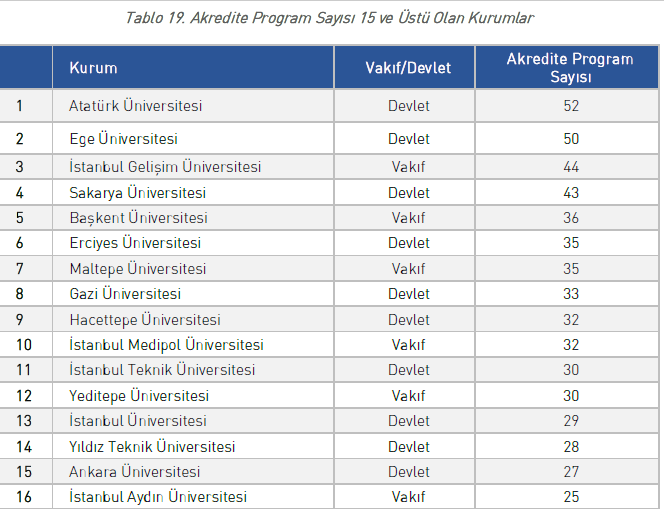 Tablo 19. Akredite Program Sayısı 15 ve Üstü Olan Kurumlar
Kurum Vakıf/Devlet Akredite Program Sayısı
1 Atatürk Üniversitesi Devlet 52
2 Ege Üniversitesi Devlet 50
3 İstanbul Gelişim Üniversitesi Vakıf 44
4 Sakarya Üniversitesi Devlet 43
5 Başkent Üniversitesi Vakıf 36
6 Erciyes Üniversitesi Devlet 35
7 Maltepe Üniversitesi Vakıf 35
8 Gazi Üniversitesi Devlet 33
9 Hacettepe Üniversitesi Devlet 32
10 İstanbul Medipol Üniversitesi Vakıf 32
11 İstanbul Teknik Üniversitesi Devlet 30
12 Yeditepe Üniversitesi Vakıf 30
13 İstanbul Üniversitesi Devlet 29
14 Yıldız Teknik Üniversitesi Devlet 28
15 Ankara Üniversitesi Devlet 27
16 İstanbul Aydın Üniversitesi Vakıf 25